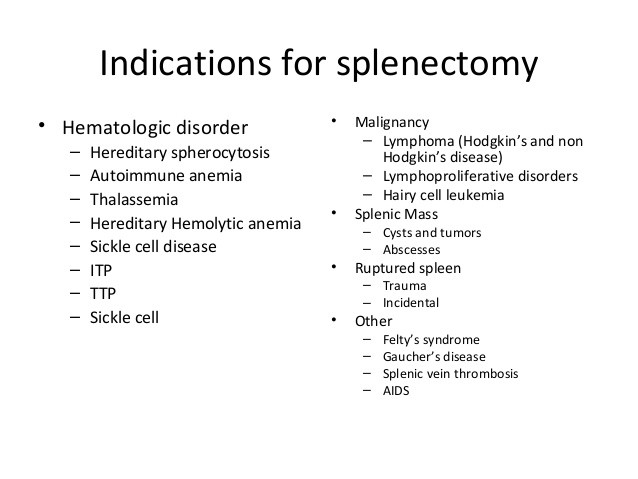 Indications for splenectomy
• Hematologic disorder
– Hereditary spherocytosis
– Autoimmune anemia
– Thalassemia
– Hereditary Hemolytic anemia
– Sickle cell disease
– ITP
– TTP
– Sickle cell
• Malignancy
– Lymphoma (Hodgkin’s and non
Hodgkin’s disease)
– Lymphoproliferative disorders
– Hairy cell leukemia
• Splenic Mass
– Cysts and tumors
– Abscesses
• Ruptured spleen
– Trauma
– Incidental
• Other
– Felty’s syndrome
– Gaucher’s disease
– Splenic vein thrombosis
– AIDS